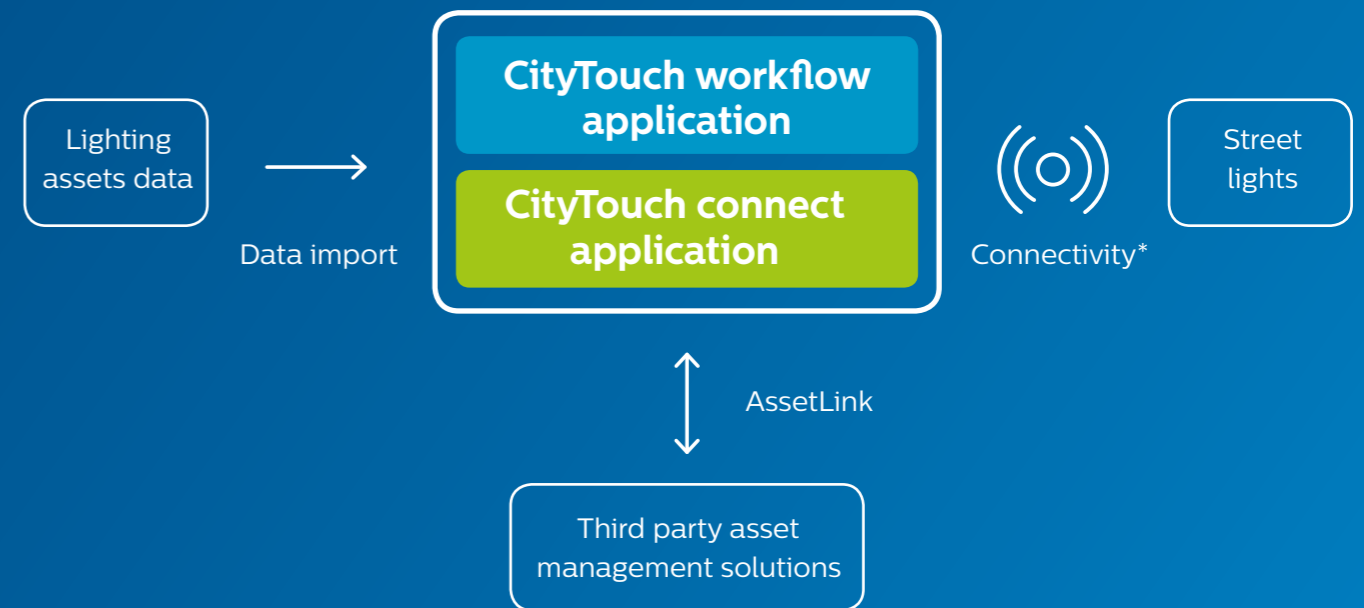 CityTouch workflow
application
Lighting
assets data
Street
lights
CityTouch connect
application
Data import
Connectivity*
AssetLink
Third party asset
management solutions